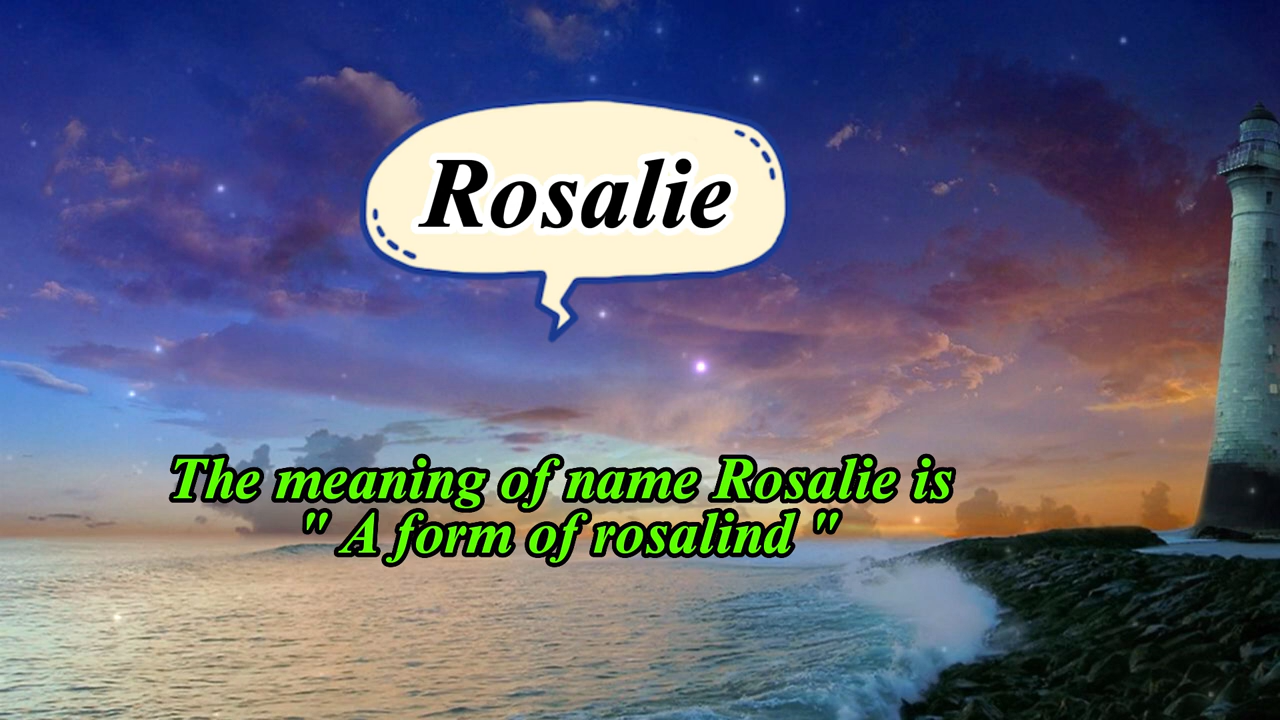 Rosalie
The meaning of name Rosalie is
" A form of rosalind "